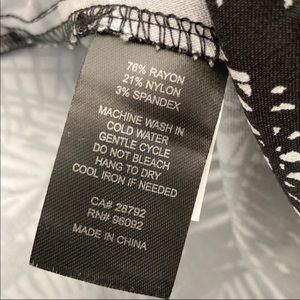 76% RAYON
21% NYLON
3% SPANDEX
MACHINE WASH IN
COLD WATER
GENTLE CYCLE
DO NOT BLEACH
HANG TO DRY
COOL IRON IF NEEDED
CA# 28792
RN# 96092
MADE IN CHINA